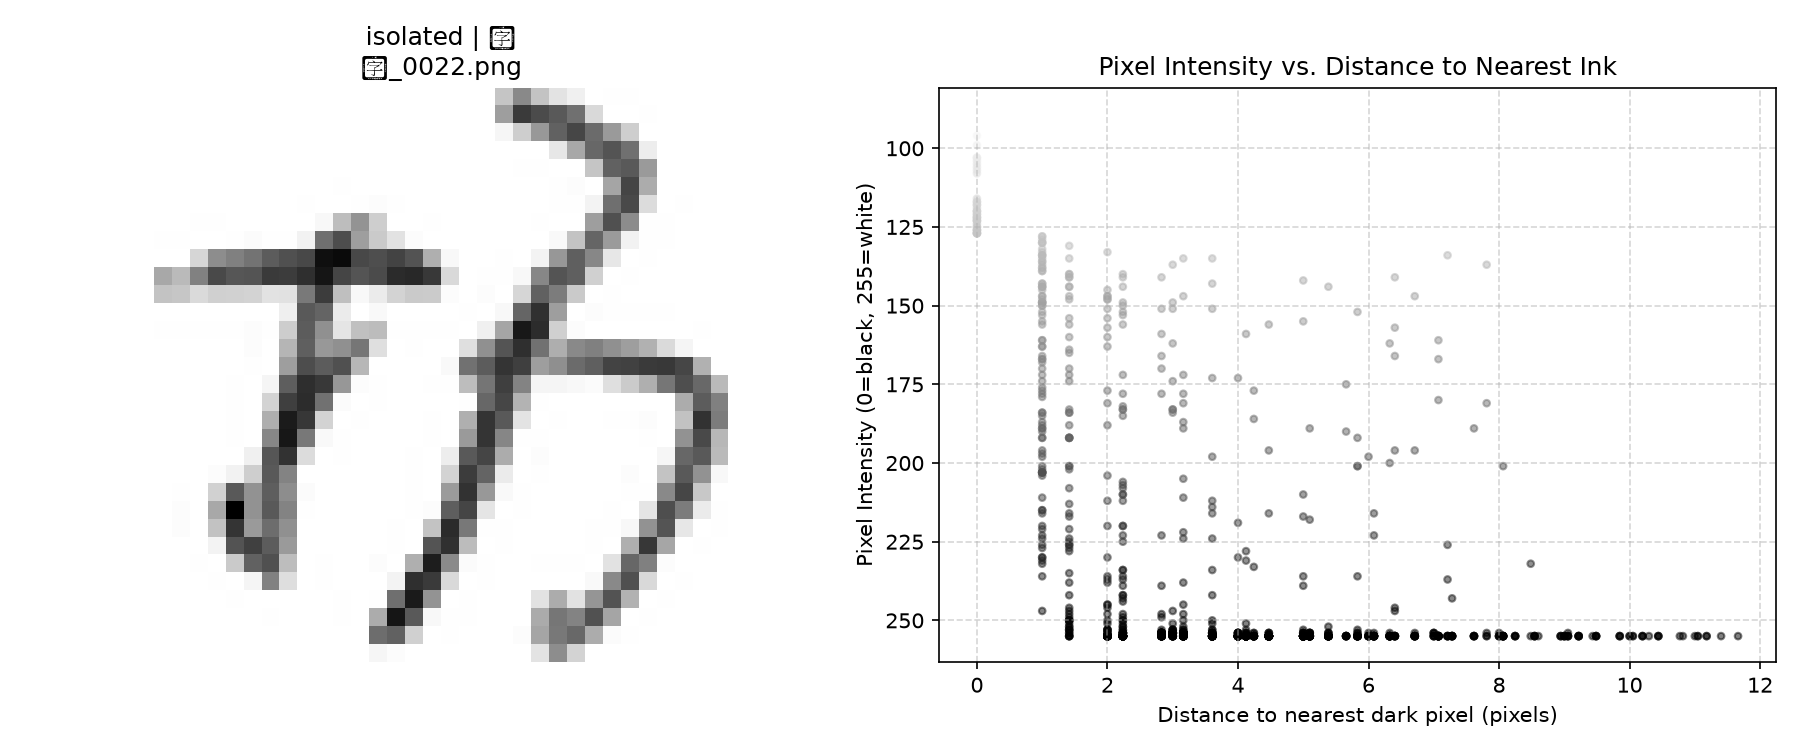 isolated |
_0022.png
Pixel Intensity vs. Distance to Nearest Ink
Pixel Intensity (0=black, 255=white)
100
125
150
175
200
225
250
0 2 4 6 8 10 12
Distance to nearest dark pixel (pixels)